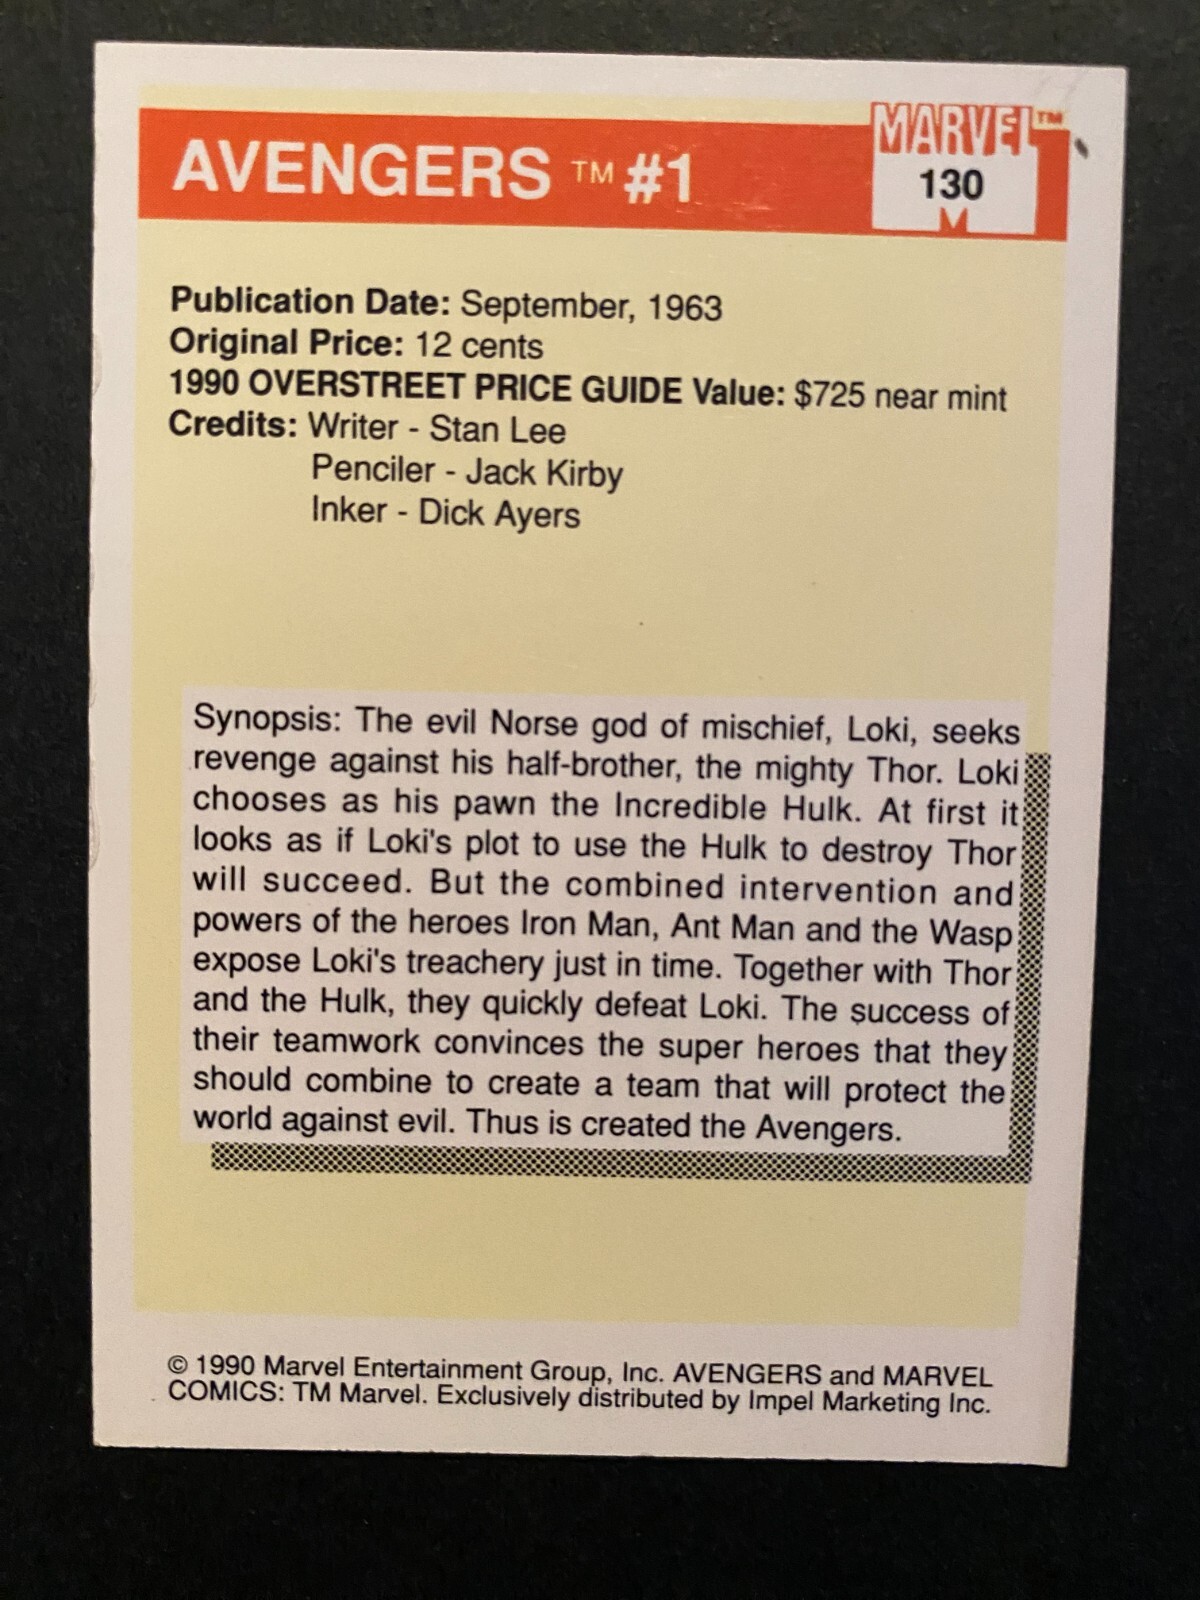 AVENGERS TM #1
MARVEL TM
130
Publication Date: September, 1963
Original Price: 12 cents
1990 OVERSTREET PRICE GUIDE Value: $725 near mint
Credits: Writer - Stan Lee
Penciler - Jack Kirby
Inker - Dick Ayers
Synopsis: The evil Norse god of mischief, Loki, seeks
revenge against his half-brother, the mighty Thor. Loki
chooses as his pawn the Incredible Hulk. At first it
looks as if Loki's plot to use the Hulk to destroy Thor
will succeed. But the combined intervention and
powers of the heroes Iron Man, Ant Man and the Wasp
expose Loki's treachery just in time. Together with Thor
and the Hulk, they quickly defeat Loki. The success of
their teamwork convinces the super heroes that they
should combine to create a team that will protect the
world against evil. Thus is created the Avengers.
© 1990 Marvel Entertainment Group, Inc. AVENGERS and MARVEL
COMICS: TM Marvel. Exclusively distributed by Impel Marketing Inc.